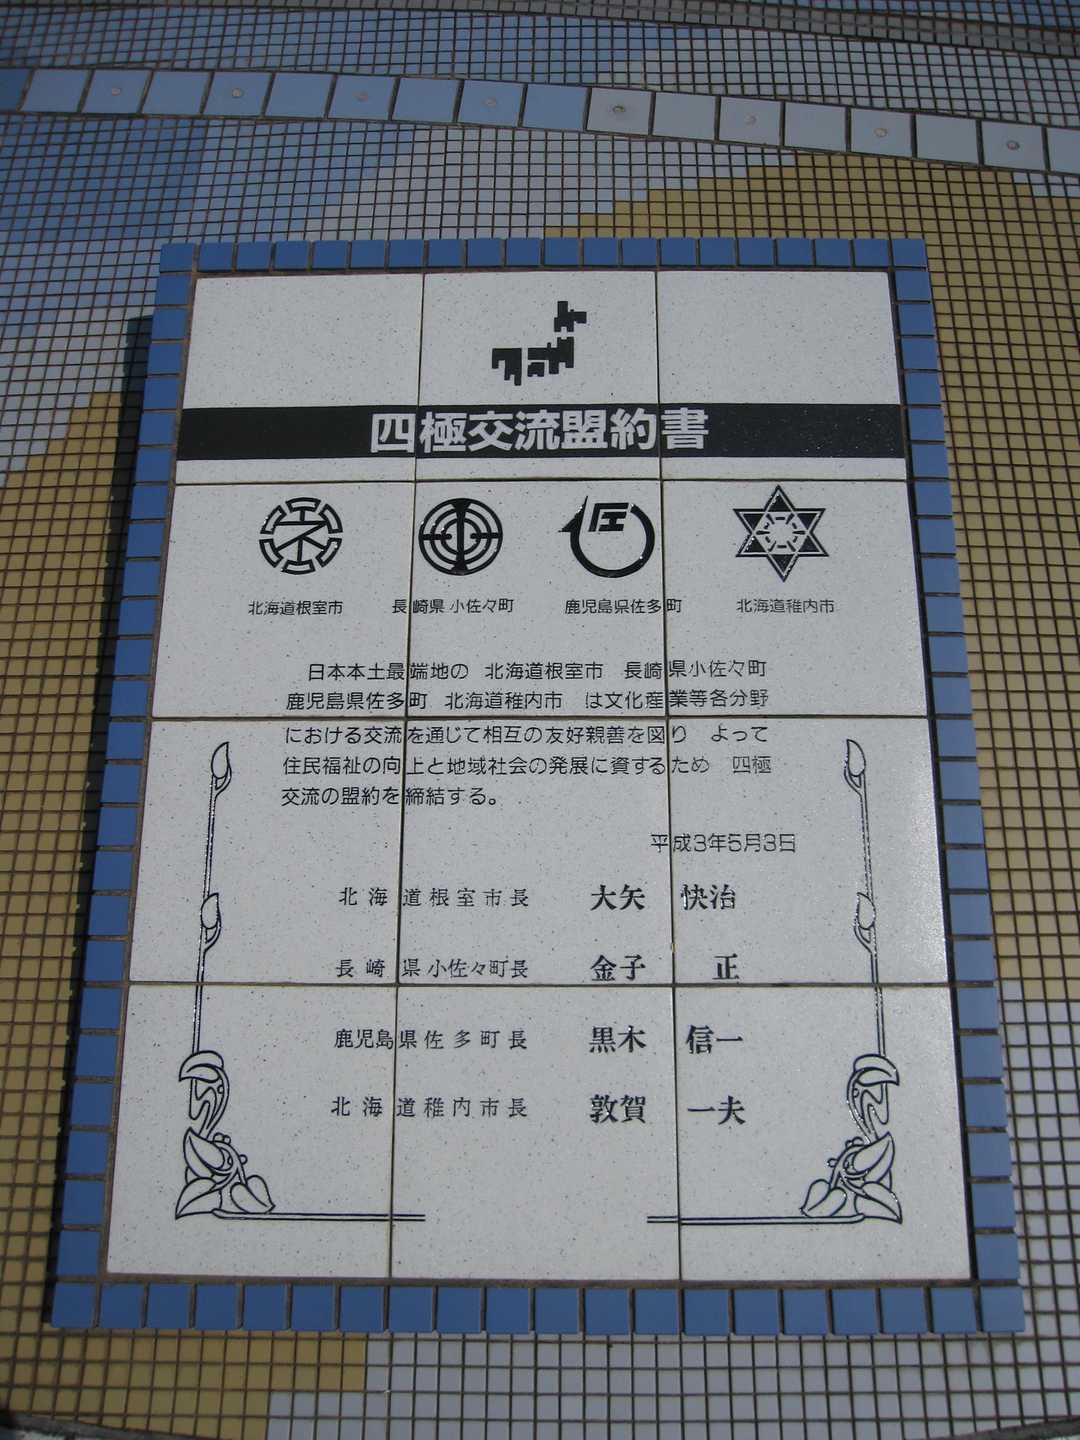 四極交流盟約書
北海道根室市 長崎県小佐々町 鹿児島県佐多町 北海道稚内市
日本本土最端地の 北海道根室市 長崎県小佐々町
鹿児島県佐多町 北海道稚内市 は文化産業等各分野
における交流を通じて相互の友好親善を図り よって
住民福祉の向上と地域社会の発展に資するため 四極
交流の盟約を締結する。
平成3年5月3日
北海道根室市長 大矢 快治
長崎県小佐々町長 金子 正
鹿児島県佐多町長 黒木 信一
北海道稚内市長 敦賀 一夫